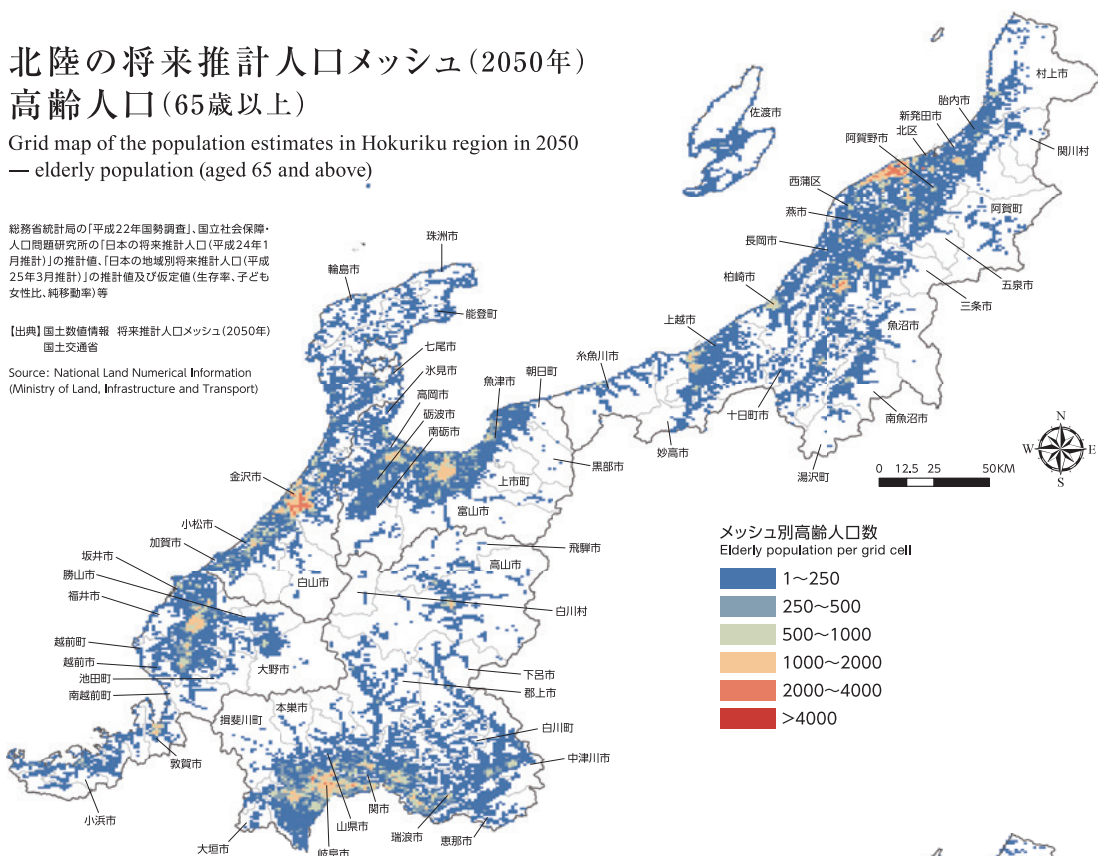 北陸の将来推計人口メッシュ(2050年)
高齢人口(65歳以上)
Grid map of the population estimates in Hokuriku region in 2050
— elderly population (aged 65 and above)
総務省統計局の「平成22年国勢調査」、国立社会保障・
人口問題研究所の「日本の将来推計人口(平成24年1
月推計)」の推計値、「日本の地域別将来推計人口(平成
25年3月推計)」の推計値及び仮定値(生存率、子ども
女性比、純移動率)等
【出典】国土数値情報 将来推計人口メッシュ(2050年)
国土交通省
Source: National Land Numerical Information
(Ministry of Land, Infrastructure and Transport)
村上市
胎内市
新発田市
北区
阿賀野市
関川村
佐渡市
西蒲区
燕市
阿賀町
長岡市
五泉市
柏崎市
三条市
魚沼市
上越市
糸魚川市
十日町市
南魚沼市
妙高市
湯沢町
珠洲市
輪島市
能登町
七尾市
氷見市
朝日町
魚津市
高岡市
砺波市
南砺市
黒部市
上市町
金沢市
富山市
小松市
飛騨市
加賀市
高山市
坂井市
白山市
勝山市
白川村
福井市
越前町
越前市
大野市
池田町
下呂市
南越前町
郡上市
本巣市
揖斐川町
白川町
敦賀市
中津川市
小浜市
関市
山県市
瑞浪市
恵那市
大垣市
岐阜市
N
W
E
S
0 12.5 25 50KM
メッシュ別高齢人口数
Elderly population per grid cell
1～250
250～500
500～1000
1000～2000
2000～4000
>4000